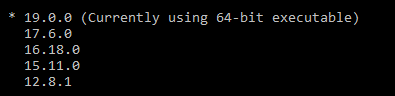 * 19.0.0 (Currently using 64-bit executable)
17.6.0
16.18.0
15.11.0
12.8.1